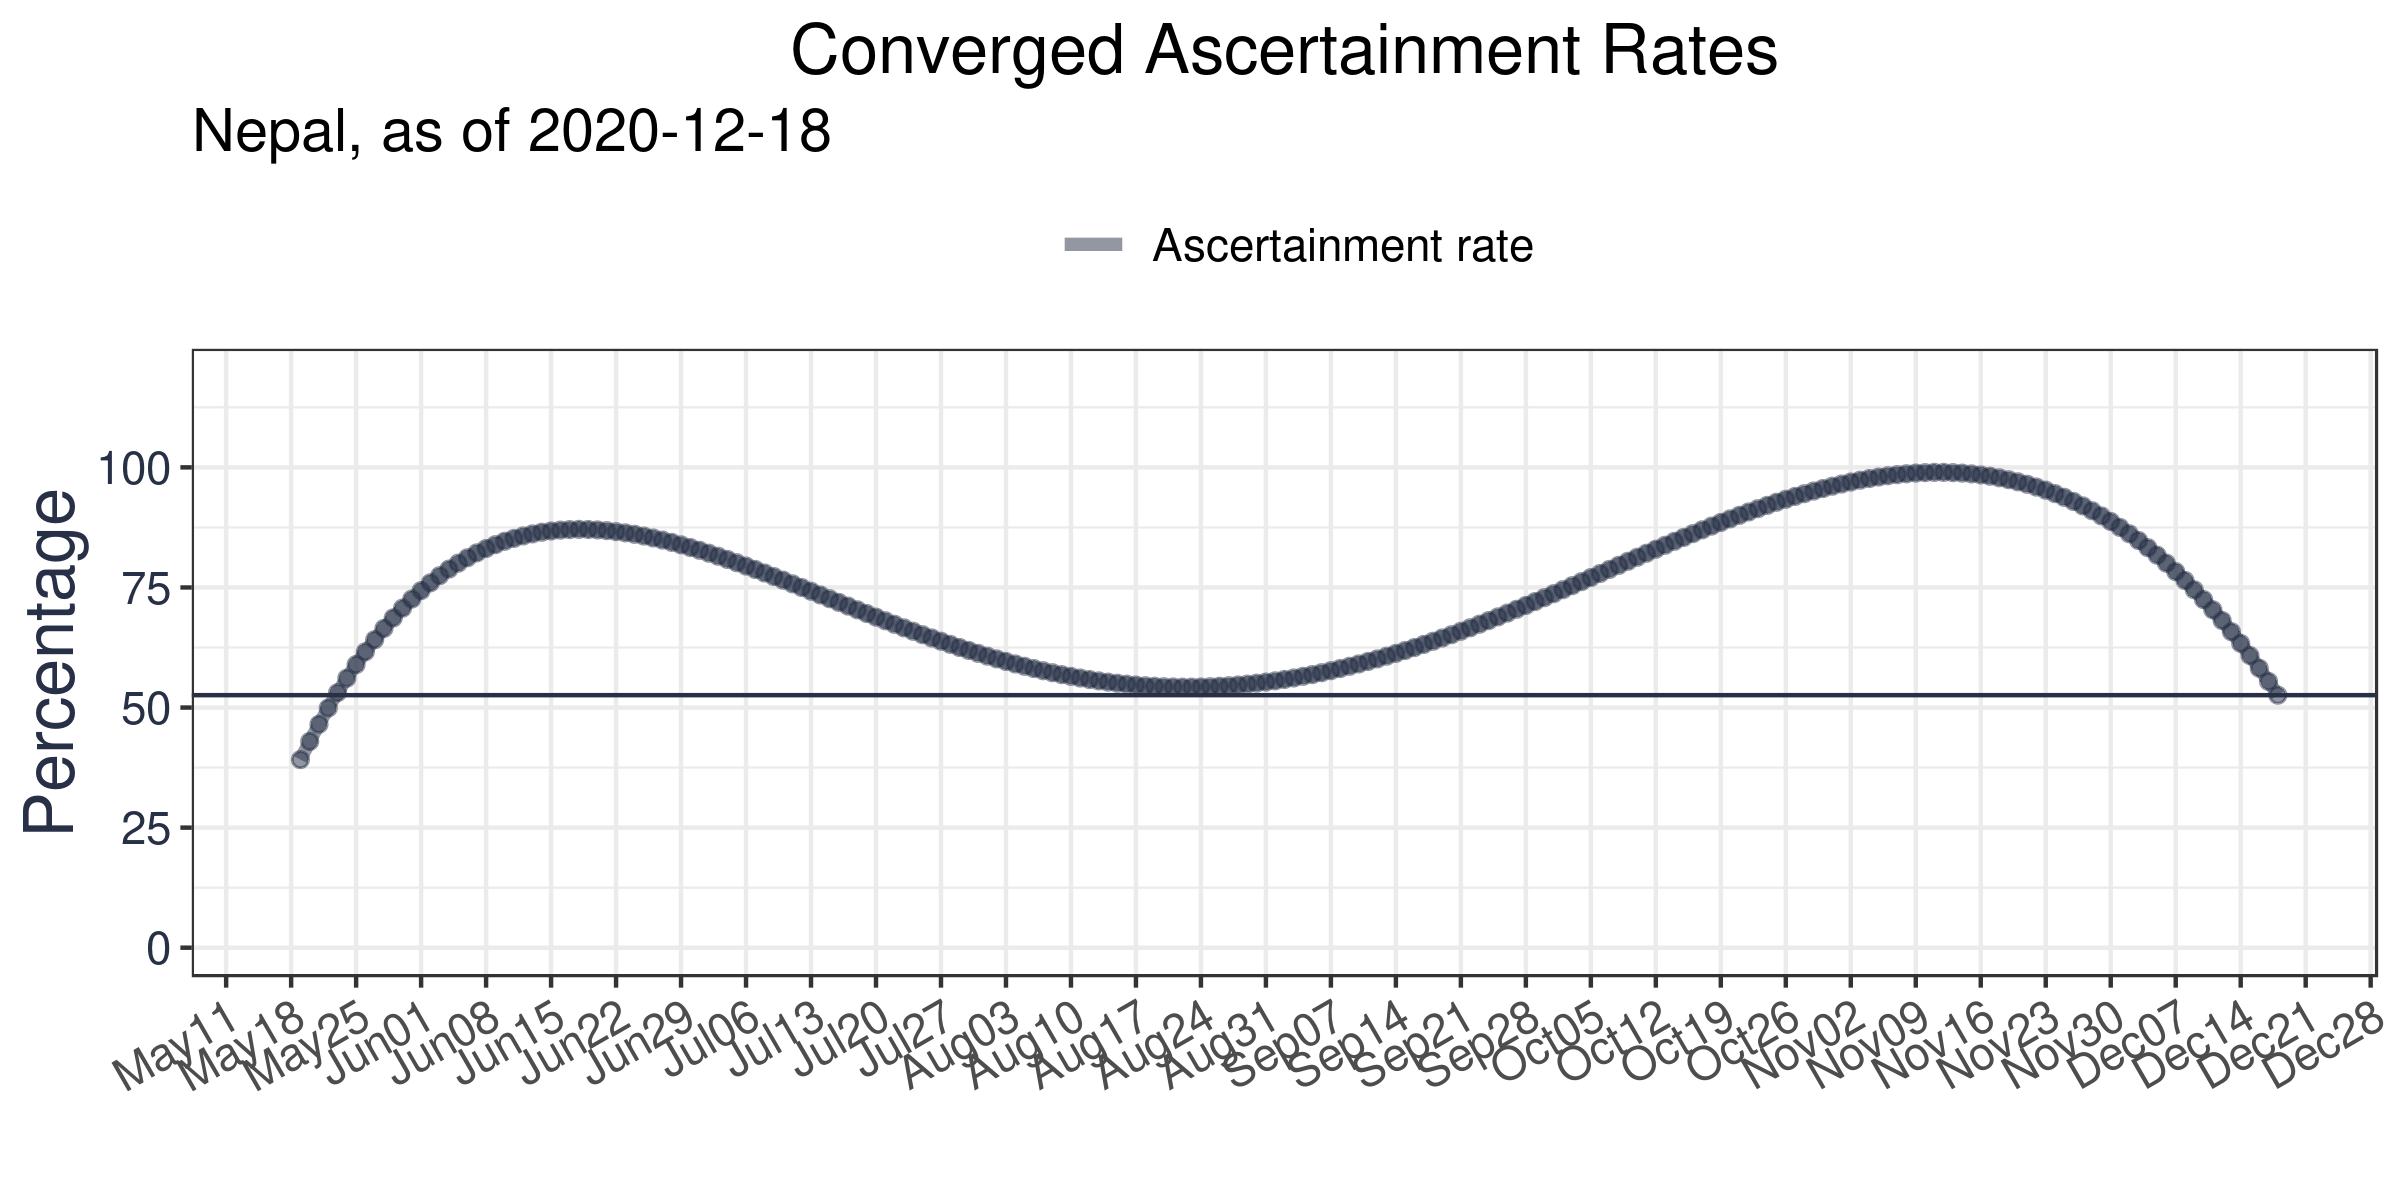 Converged Ascertainment Rates
Nepal, as of 2020-12-18
Ascertainment rate
Percentage
100
75
50
25
0
May11
May18
May25
Jun01
Jun08
Jun15
Jun22
Jun29
Jul06
Jul13
Jul20
Jul27
Aug03
Aug10
Aug17
Aug24
Aug31
Sep07
Sep14
Sep21
Sep28
Oct05
Oct12
Oct19
Oct26
Nov02
Nov09
Nov16
Nov23
Nov30
Dec07
Dec14
Dec21
Dec28